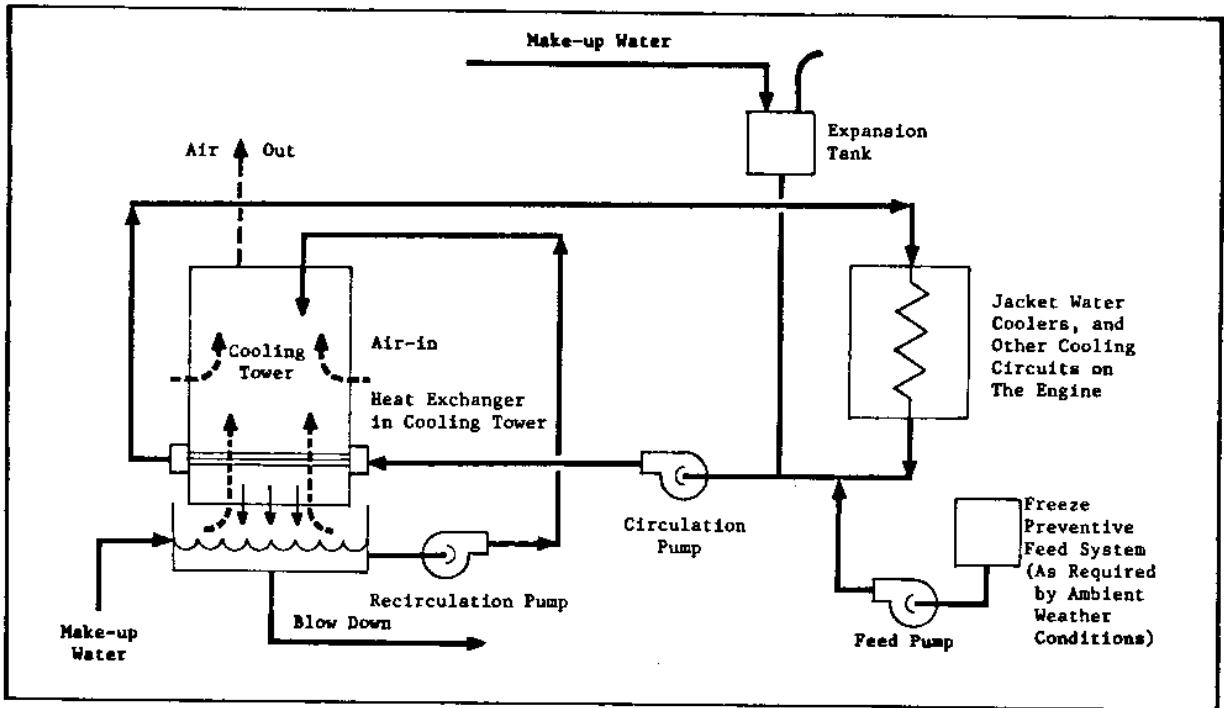 Make-up Water
Expansion
Tank
Air Out
Cooling
Tower
Air-in
Heat Exchanger
in Cooling Tower
Jacket Water
Coolers, and
Other Cooling
Circuits on
The Engine
Circulation
Pump
Freeze
Preventive
Feed System
(As Required
by Ambient
Weather
Conditions)
Feed Pump
Recirculation Pump
Blow Down
Make-up
Water